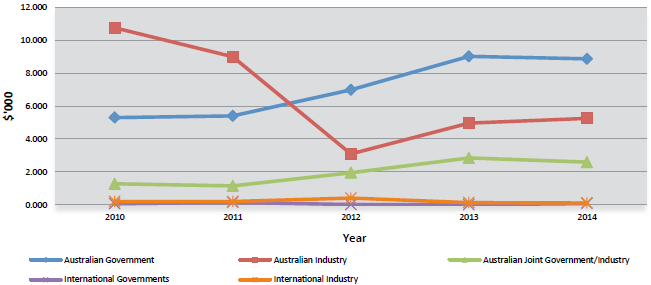 12.000
10.000
8.000
6.000
4.000
2.000
0.000
$'000
2010 2011 2012 2013 2014
Year
Australian Government Australian Industry Australian Joint Government/Industry
International Governments International Industry